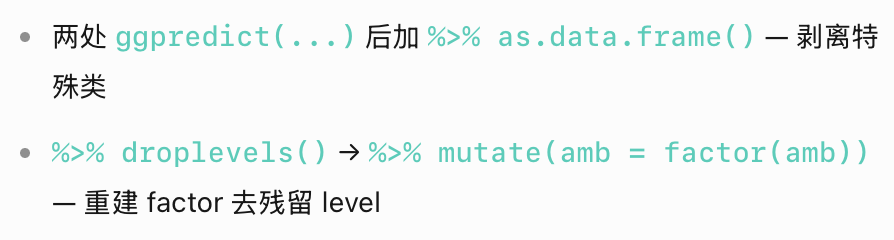 两处 ggpredict(...) 后加 %>% as.data.frame() — 剥离特
殊类
%>% droplevels() → %>% mutate(amb = factor(amb))
— 重建 factor 去残留 level